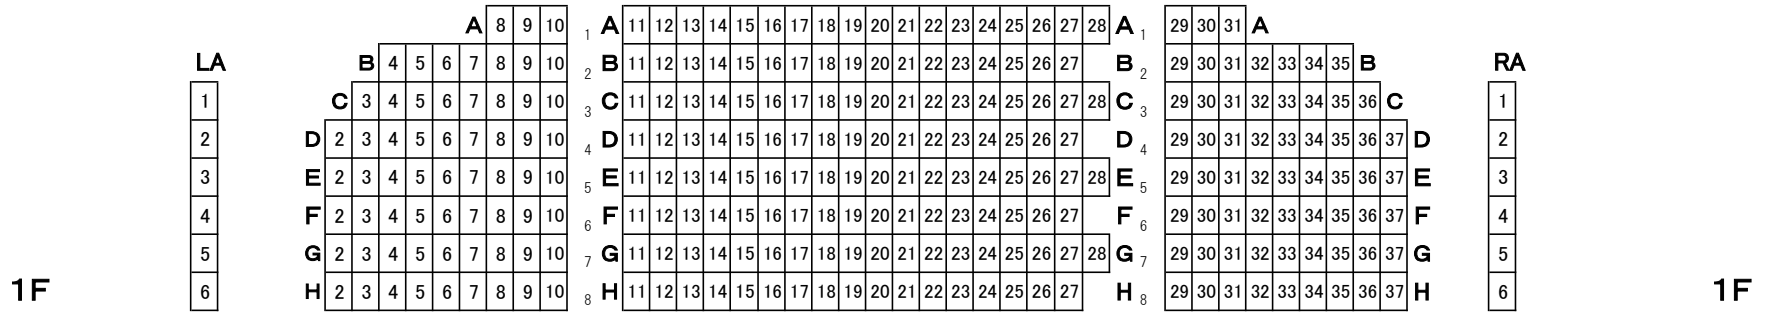 A 8 9 10 1 A 11 12 13 14 15 16 17 18 19 20 21 22 23 24 25 26 27 28 A 1 29 30 31 A
LA B 4 5 6 7 8 9 10 2 B 11 12 13 14 15 16 17 18 19 20 21 22 23 24 25 26 27 B 2 29 30 31 32 33 34 35 B RA
1 C 3 4 5 6 7 8 9 10 3 C 11 12 13 14 15 16 17 18 19 20 21 22 23 24 25 26 27 28 C 3 29 30 31 32 33 34 35 36 C 1
2 D 2 3 4 5 6 7 8 9 10 4 D 11 12 13 14 15 16 17 18 19 20 21 22 23 24 25 26 27 D 4 29 30 31 32 33 34 35 36 37 D 2
3 E 2 3 4 5 6 7 8 9 10 5 E 11 12 13 14 15 16 17 18 19 20 21 22 23 24 25 26 27 28 E 5 29 30 31 32 33 34 35 36 37 E 3
4 F 2 3 4 5 6 7 8 9 10 6 F 11 12 13 14 15 16 17 18 19 20 21 22 23 24 25 26 27 F 6 29 30 31 32 33 34 35 36 37 F 4
5 G 2 3 4 5 6 7 8 9 10 7 G 11 12 13 14 15 16 17 18 19 20 21 22 23 24 25 26 27 28 G 7 29 30 31 32 33 34 35 36 37 G 5
1F 6 H 2 3 4 5 6 7 8 9 10 8 H 11 12 13 14 15 16 17 18 19 20 21 22 23 24 25 26 27 H 8 29 30 31 32 33 34 35 36 37 H 6 1F